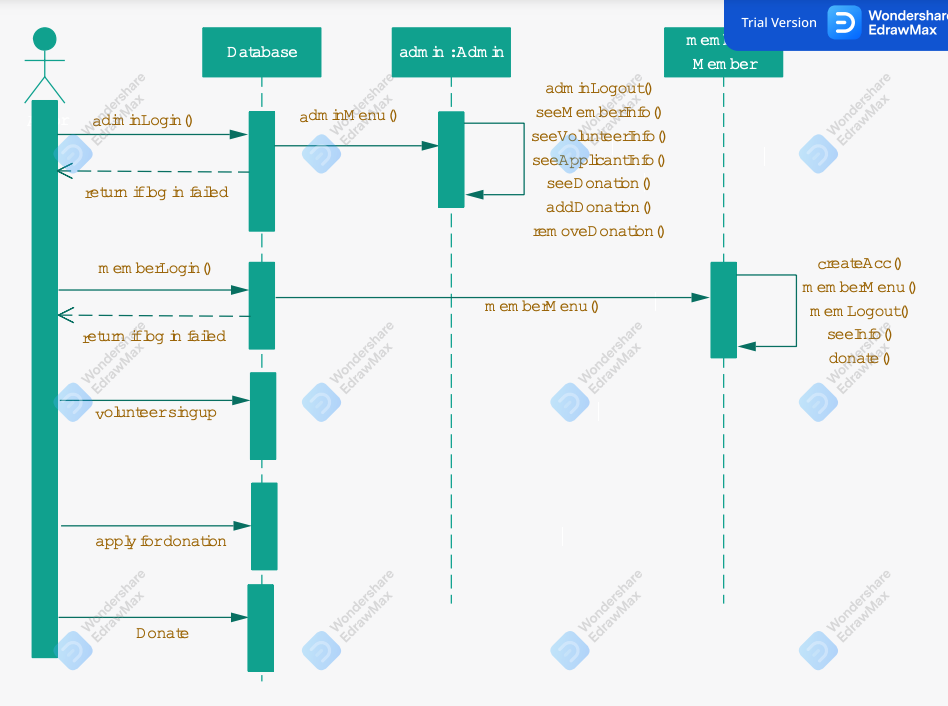 Trial Version
Wondershare
EdrawMax
Database
admin :Admin
Member
adminLogin()
adminMenu()
return if log in failed
adminLogout()
seeMemberInfo()
seeVolunteerInfo()
seeApplicantInfo()
seeDonation()
addDonation()
removeDonation()
memberLogin()
memberMenu()
return if log in failed
createAcc()
memberMenu()
memLogout()
seeInfo()
donate()
volunteer singup
apply for donation
Donate
Wondershare
EdrawMax
Wondershare
EdrawMax
Wondershare
EdrawMax
Wondershare
EdrawMax
Wondershare
EdrawMax
Wondershare
EdrawMax
Wondershare
EdrawMax
Wondershare
EdrawMax
Wondershare
EdrawMax
Wondershare
EdrawMax
Wondershare
EdrawMax
Wondershare
EdrawMax